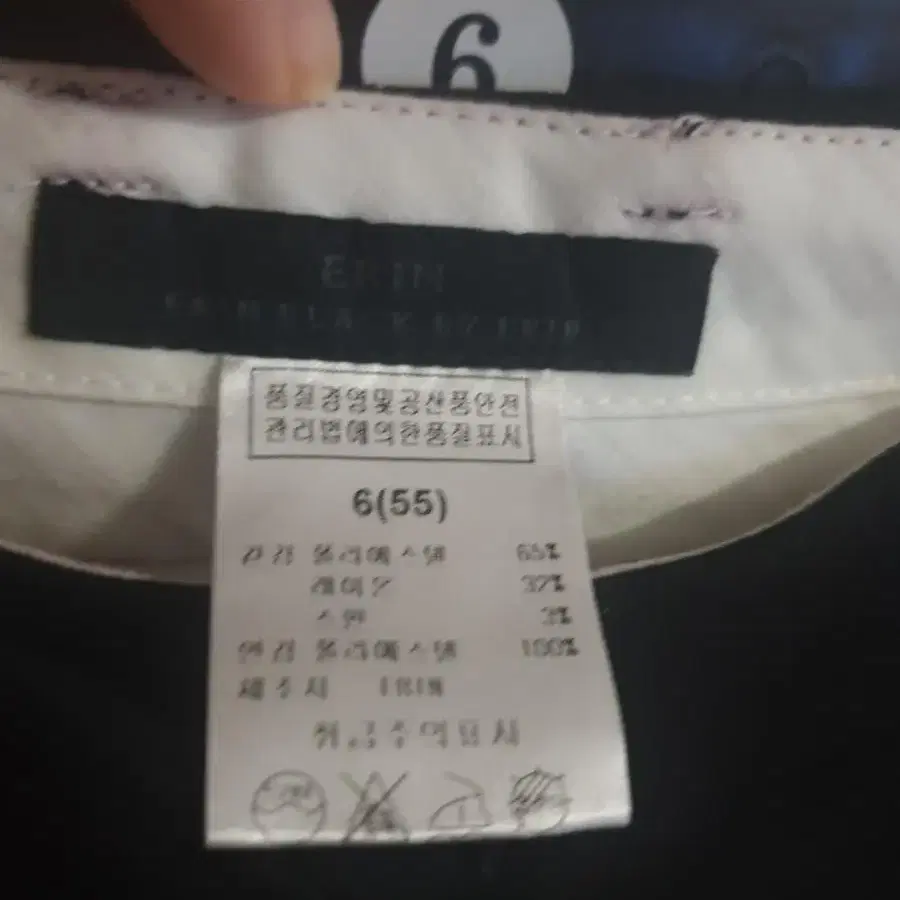 6
ERIN
품질경영및공산품안전
관리법에의한품질표시
6(55)
겉감 폴리에스텔 65%
레이온 32%
스판 3%
안감 폴리에스텔 100%
제조자
취급주의표시